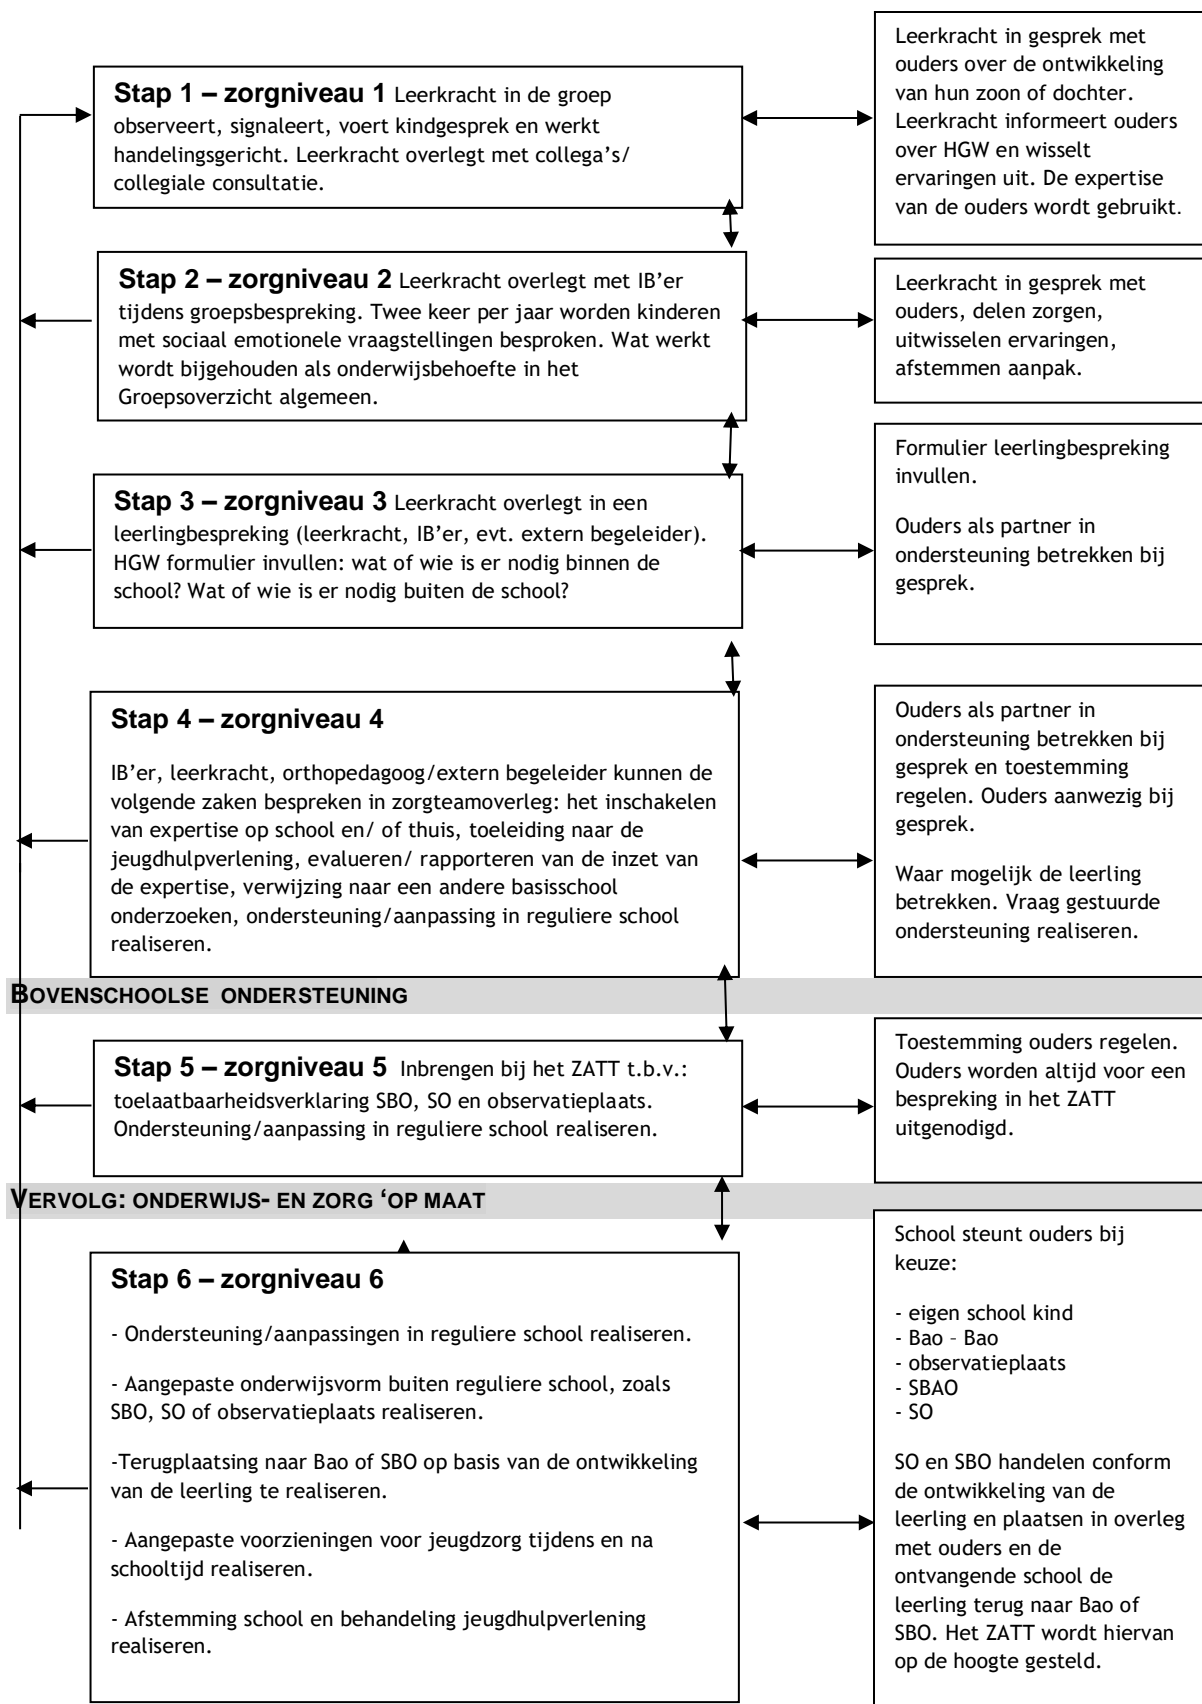 Stap 1 – zorgniveau 1 Leerkracht in de groep
observeert, signaleert, voert kindgesprek en werkt
handelingsgericht. Leerkracht overlegt met collega’s/
collegiale consultatie.
Leerkracht in gesprek met
ouders over de ontwikkeling
van hun zoon of dochter.
Leerkracht informeert ouders
over HGW en wisselt
ervaringen uit. De expertise
van de ouders wordt gebruikt.
Stap 2 – zorgniveau 2 Leerkracht overlegt met IB’er
tijdens groepsbespreking. Twee keer per jaar worden kinderen
met sociaal emotionele vraagstellingen besproken. Wat werkt
wordt bijgehouden als onderwijsbehoefte in het
Groepsoverzicht algemeen.
Leerkracht in gesprek met
ouders, delen zorgen,
uitwisselen ervaringen,
afstemmen aanpak.
Stap 3 – zorgniveau 3 Leerkracht overlegt in een
leerlingbespreking (leerkracht, IB’er, evt. extern begeleider).
HGW formulier invullen: wat of wie is er nodig binnen de
school? Wat of wie is er nodig buiten de school?
Formulier leerlingbespreking
invullen.
Ouders als partner in
ondersteuning betrekken bij
gesprek.
Stap 4 – zorgniveau 4
IB’er, leerkracht, orthopedagoog/extern begeleider kunnen de
volgende zaken bespreken in zorgteamoverleg: het inschakelen
van expertise op school en/ of thuis, toeleiding naar de
jeugdhulpverlening, evalueren/ rapporteren van de inzet van
de expertise, verwijzing naar een andere basisschool
onderzoeken, ondersteuning/aanpassing in reguliere school
realiseren.
Ouders als partner in
ondersteuning betrekken bij
gesprek en toestemming
regelen. Ouders aanwezig bij
gesprek.
Waar mogelijk de leerling
betrekken. Vraag gestuurde
ondersteuning realiseren.
BOVENSCHOOLSE ONDERSTEUNING
Stap 5 – zorgniveau 5 Inbrengen bij het ZATT t.b.v.:
toelaatbaarheidsverklaring SBO, SO en observatieplaats.
Ondersteuning/aanpassing in reguliere school realiseren.
Toestemming ouders regelen.
Ouders worden altijd voor een
bespreking in het ZATT
uitgenodigd.
VERVOLG: ONDERWIJS- EN ZORG ‘OP MAAT
Stap 6 – zorgniveau 6
- Ondersteuning/aanpassingen in reguliere school realiseren.
- Aangepaste onderwijsvorm buiten reguliere school, zoals
SBO, SO of observatieplaats realiseren.
-Terugplaatsing naar Bao of SBO op basis van de ontwikkeling
van de leerling te realiseren.
- Aangepaste voorzieningen voor jeugdzorg tijdens en na
schooltijd realiseren.
- Afstemming school en behandeling jeugdhulpverlening
realiseren.
School steunt ouders bij
keuze:
- eigen school kind
- Bao – Bao
- observatieplaats
- SBAO
- SO
SO en SBO handelen conform
de ontwikkeling van de
leerling en plaatsen in overleg
met ouders en de
ontvangende school de
leerling terug naar Bao of
SBO. Het ZATT wordt hiervan
op de hoogte gesteld.